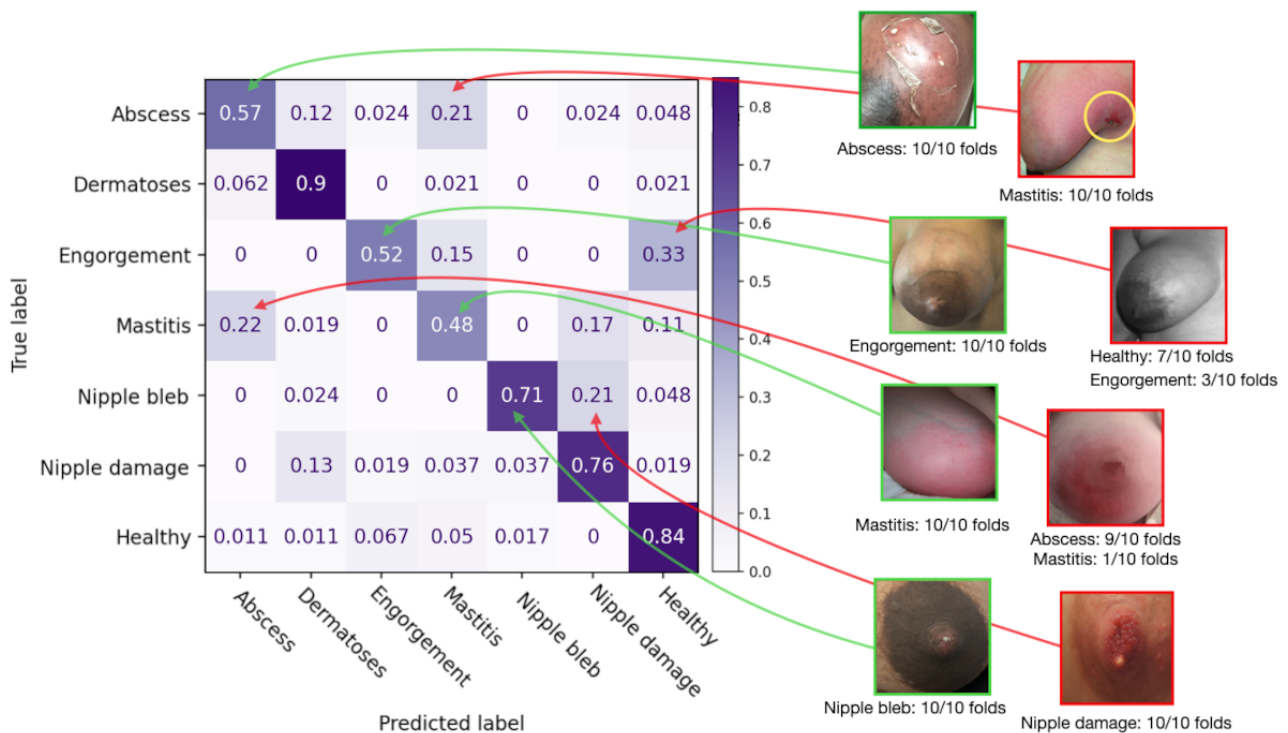 Abscess 0.57 0.12 0.024 0.21 0 0.024 0.048
Dermatoses 0.062 0.9 0 0.021 0 0 0.021
Engorgement 0 0 0.52 0.15 0 0 0.33
Mastitis 0.22 0.019 0 0.48 0 0.17 0.11
Nipple bleb 0 0.024 0 0 0.71 0.21 0.048
Nipple damage 0 0.13 0.019 0.037 0.037 0.76 0.019
Healthy 0.011 0.011 0.067 0.05 0.017 0 0.84
True label
Abscess Dermatoses Engorgement Mastitis Nipple bleb Nipple damage Healthy
Predicted label
0.8
0.7
0.6
0.5
0.4
0.3
0.2
0.1
0.0
Abscess: 10/10 folds
Mastitis: 10/10 folds
Engorgement: 10/10 folds
Healthy: 7/10 folds
Engorgement: 3/10 folds
Mastitis: 10/10 folds
Abscess: 9/10 folds
Mastitis: 1/10 folds
Nipple bleb: 10/10 folds
Nipple damage: 10/10 folds